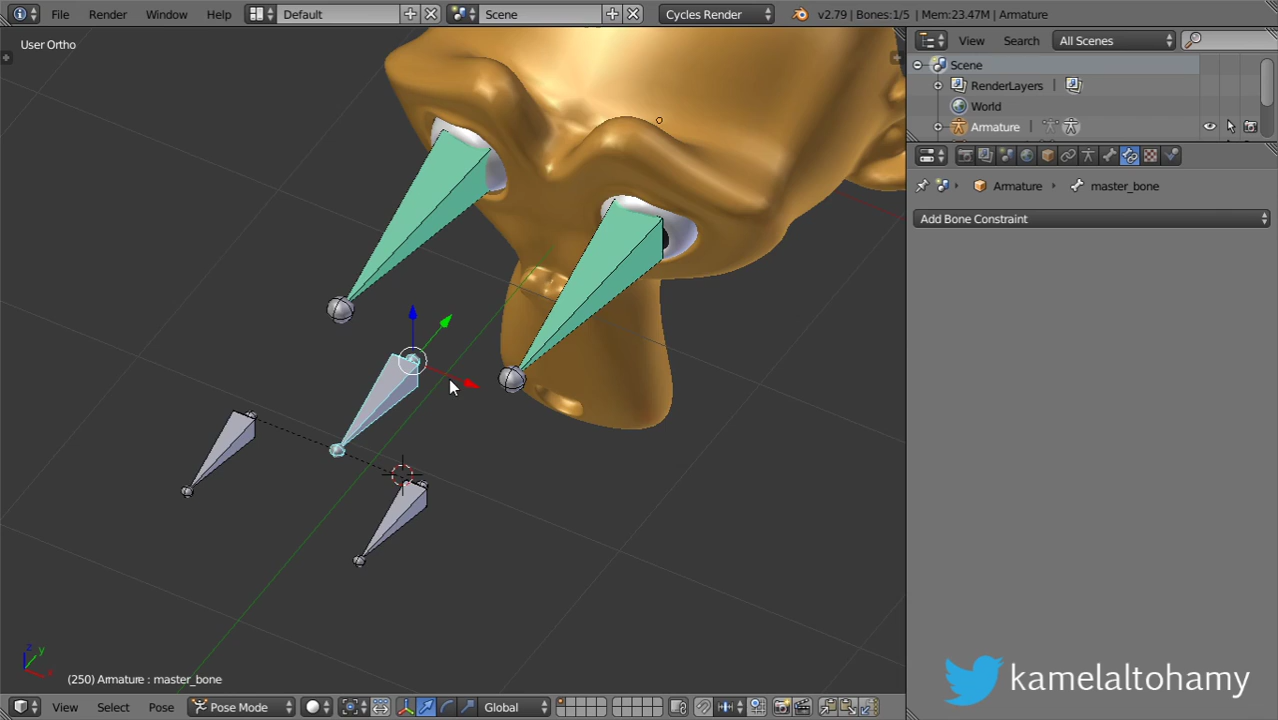 File Render Window Help Default Scene Cycles Render v2.79 | Bones:1/5 | Mem:23.47M | Armature
User Ortho
View Search All Scenes
Scene
RenderLayers
World
Armature
Armature master_bone
Add Bone Constraint
z
y
x
(250) Armature : master_bone
kamelaltohamy
View Select Pose Pose Mode Global